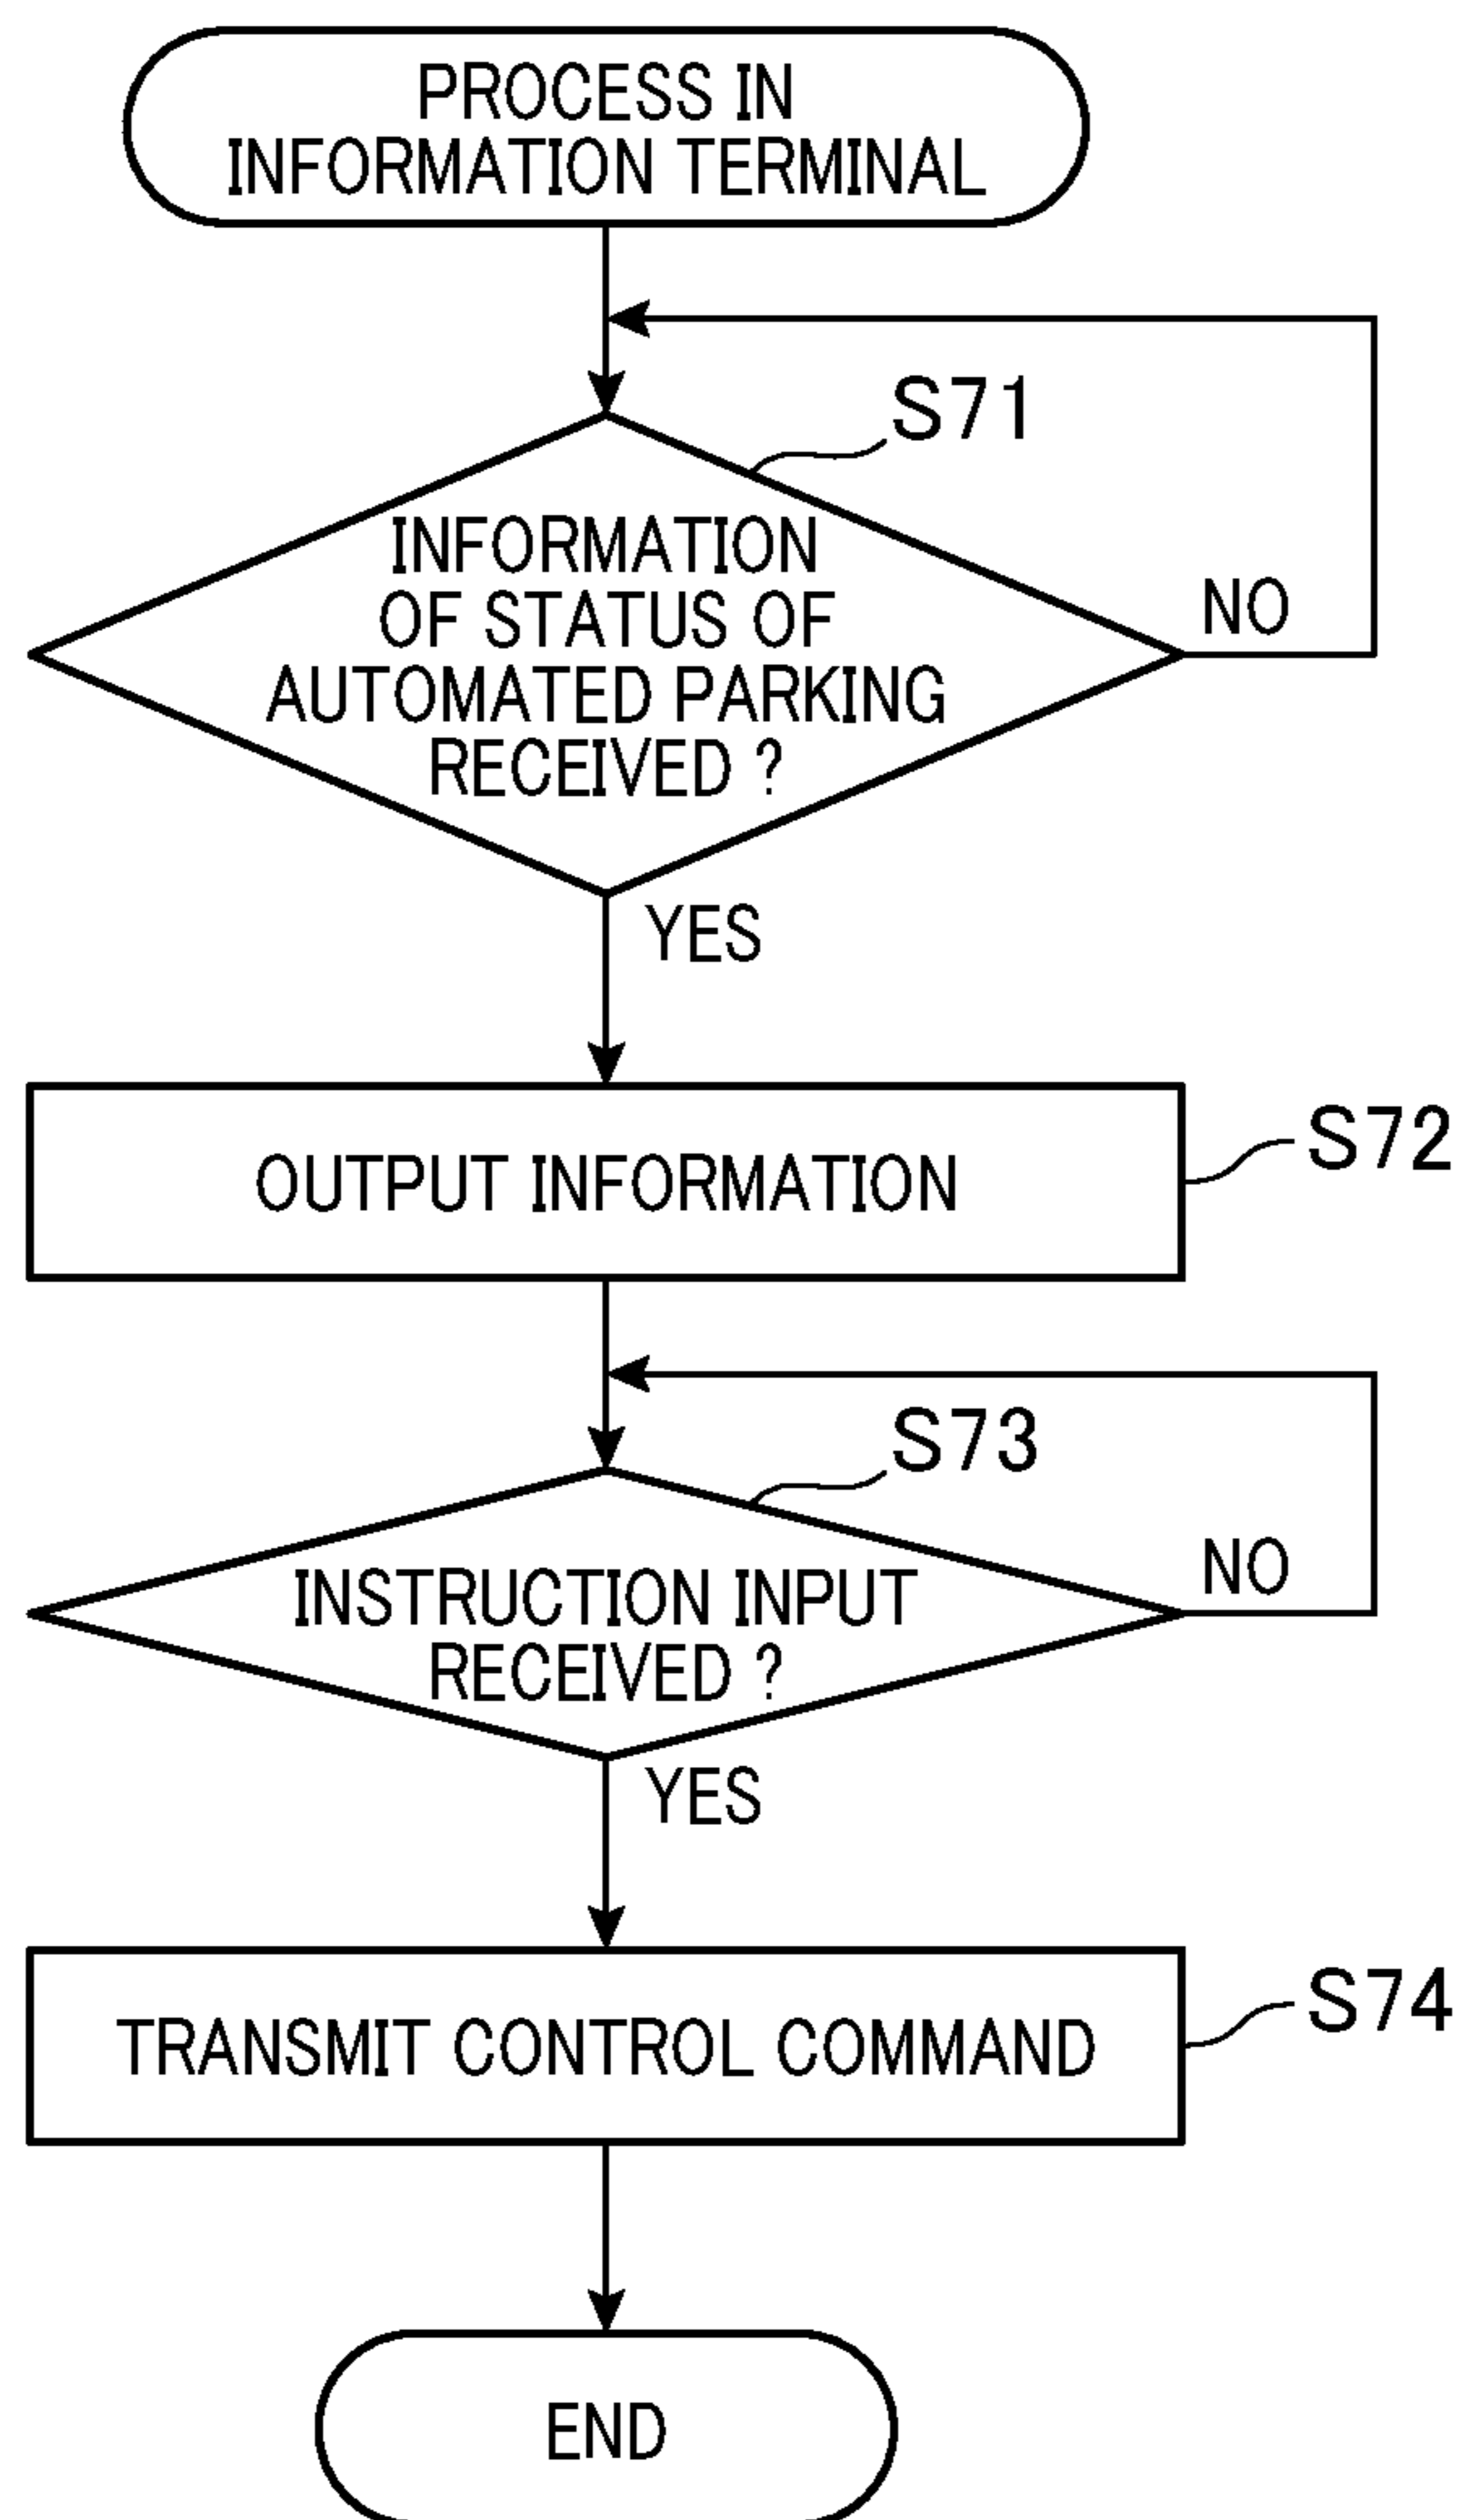 PROCESS IN
INFORMATION TERMINAL
S71
INFORMATION
OF STATUS OF
AUTOMATED PARKING
RECEIVED ?
NO
YES
OUTPUT INFORMATION
S72
S73
INSTRUCTION INPUT
RECEIVED ?
NO
YES
TRANSMIT CONTROL COMMAND
S74
END